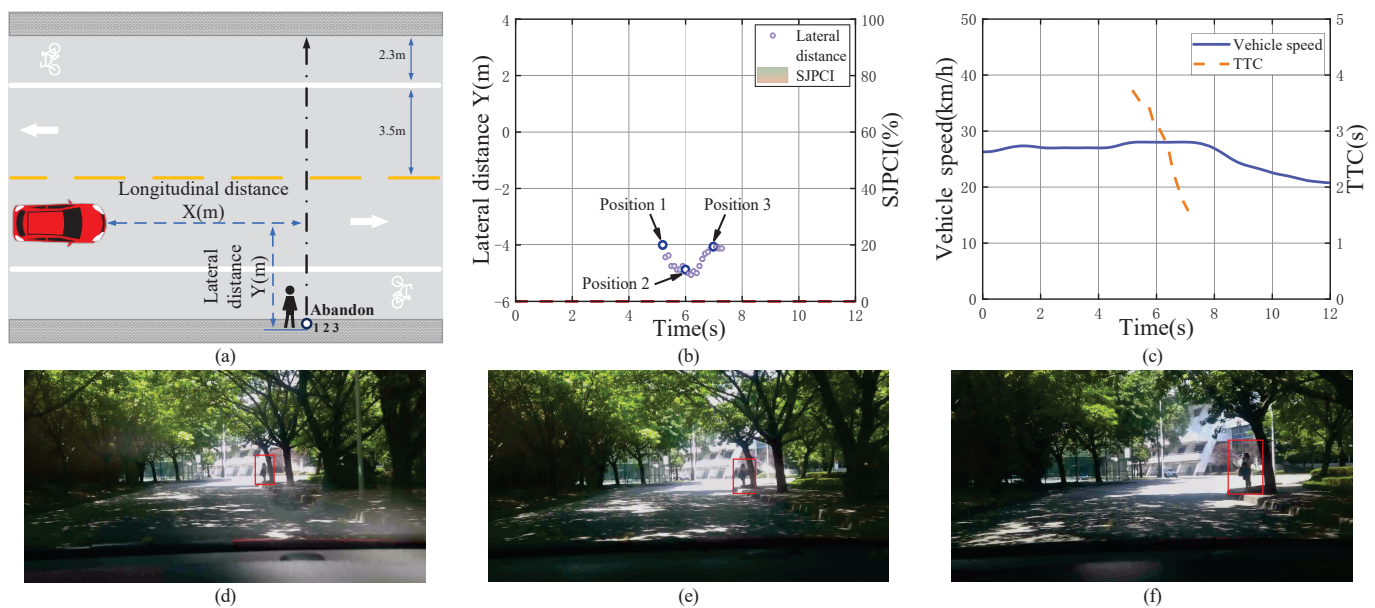 2.3m
3.5m
Longitudinal distance
X(m)
Lateral
distance
Y(m)
Abandon
1 2 3
(a)
Lateral distance Y(m)
4
2
0
−2
−4
−6
Lateral
distance
SJPCI
Position 1
Position 2
Position 3
100
80
60
40
20
0
SJPCI(%)
0 2 4 6 8 10 12
Time(s)
(b)
Vehicle speed(km/h)
50
40
30
20
10
0
Vehicle speed
TTC
5
4
3
2
1
0
TTC(s)
0 2 4 6 8 10 12
Time(s)
(c)
(d)
(e)
(f)